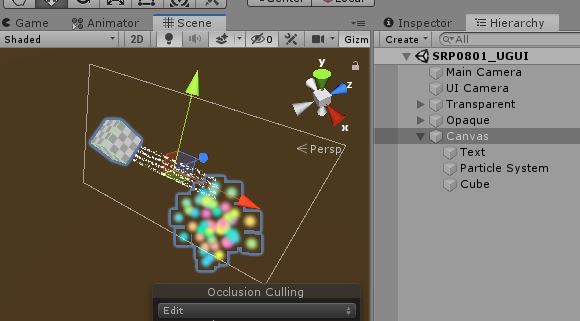 Center
Local
Game
Animator
Scene
Inspector
Hierarchy
Shaded
2D
0
Gizm
Create
All
SRP0801_UGUI
Main Camera
UI Camera
Transparent
Opaque
Canvas
Text
Particle System
Cube
y
z
x
Persp
Occlusion Culling
Edit